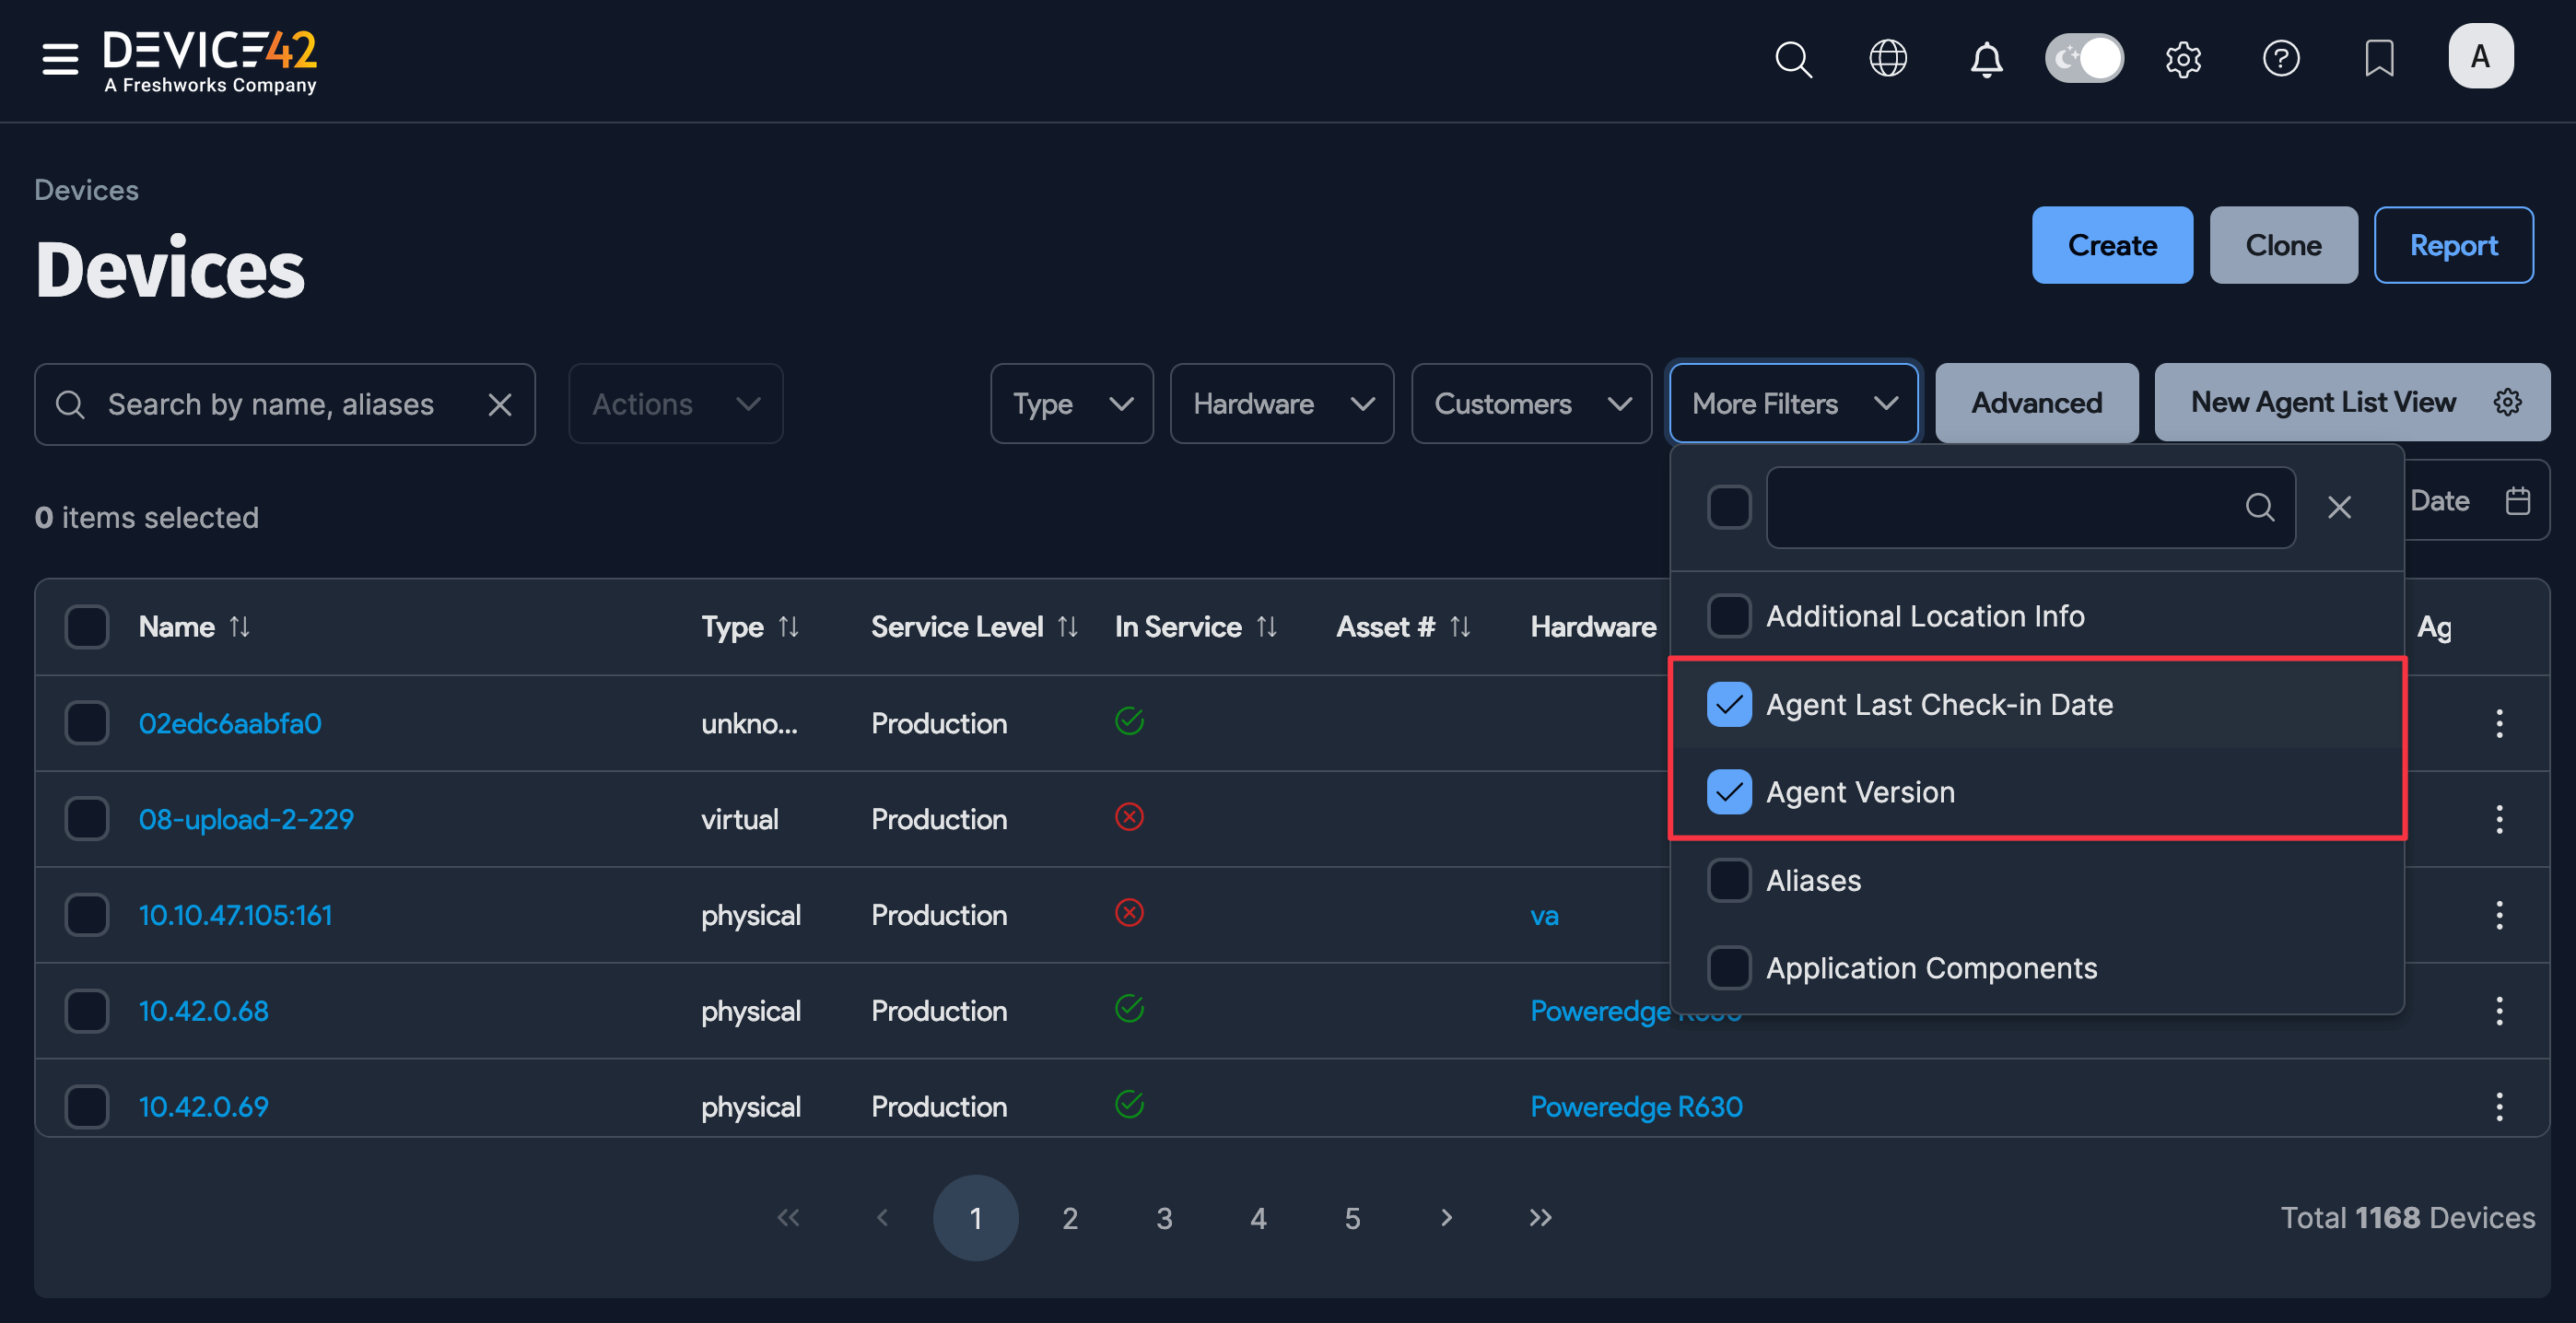 DEVICE42
A Freshworks Company
A
Devices
Devices
Create
Clone
Report
Search by name, aliases
Actions
Type
Hardware
Customers
More Filters
Advanced
New Agent List View
0 items selected
Date
Name
Type
Service Level
In Service
Asset #
Hardware
Ag
Additional Location Info
Agent Last Check-in Date
Agent Version
Aliases
Application Components
02edc6aabfa0 unkno... Production
08-upload-2-229 virtual Production
10.10.47.105:161 physical Production va
10.42.0.68 physical Production Poweredge
10.42.0.69 physical Production Poweredge R630
1 2 3 4 5
Total 1168 Devices